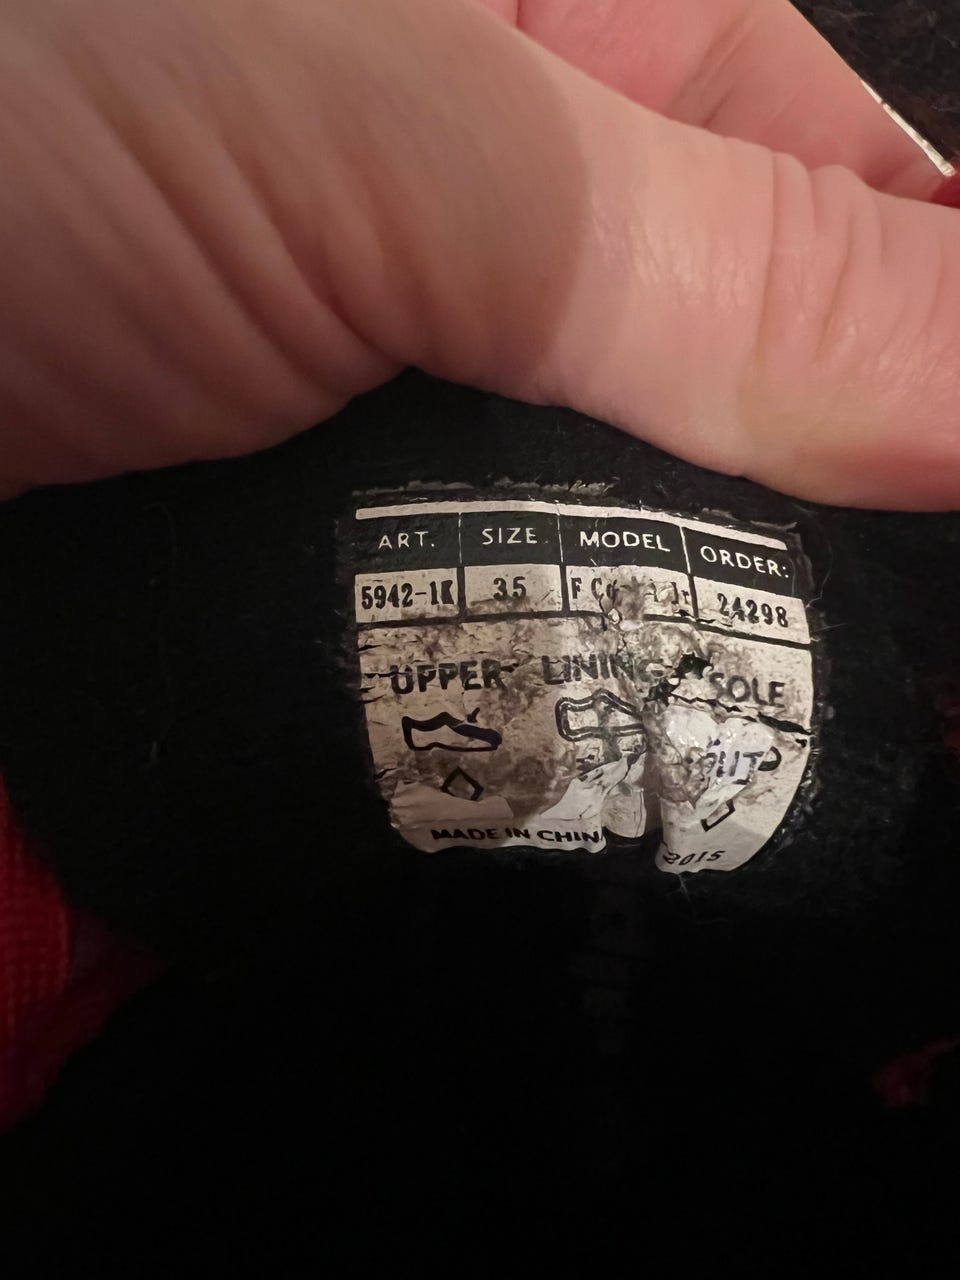 ART. SIZE MODEL ORDER:
5942-1K 35 F 24298
UPPER LINING SOLE
MADE IN CHIN
2015